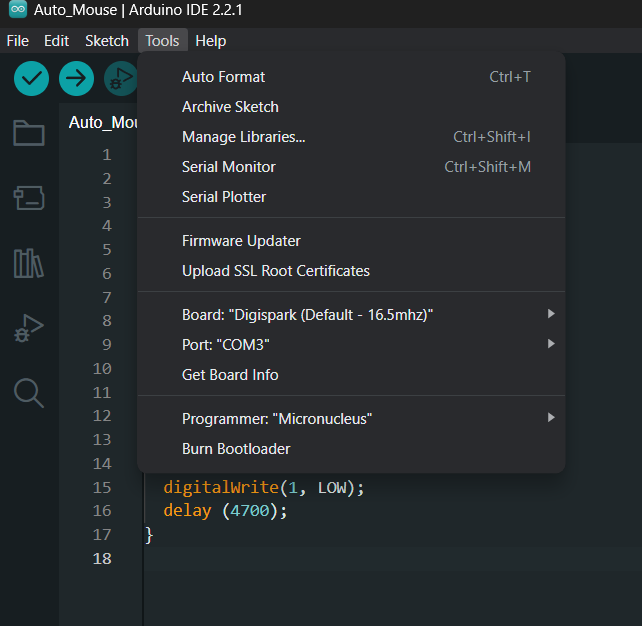 Auto_Mouse | Arduino IDE 2.2.1
File Edit Sketch Tools Help
Auto Format Ctrl+T
Archive Sketch
Auto_Mou
Manage Libraries... Ctrl+Shift+I
Serial Monitor Ctrl+Shift+M
Serial Plotter
Firmware Updater
Upload SSL Root Certificates
Board: "Digispark (Default - 16.5mhz)"
Port: "COM3"
Get Board Info
Programmer: "Micronucleus"
Burn Bootloader
1
2
3
4
5
6
7
8
9
10
11
12
13
14
15 digitalWrite(1, LOW);
16 delay (4700);
17 }
18